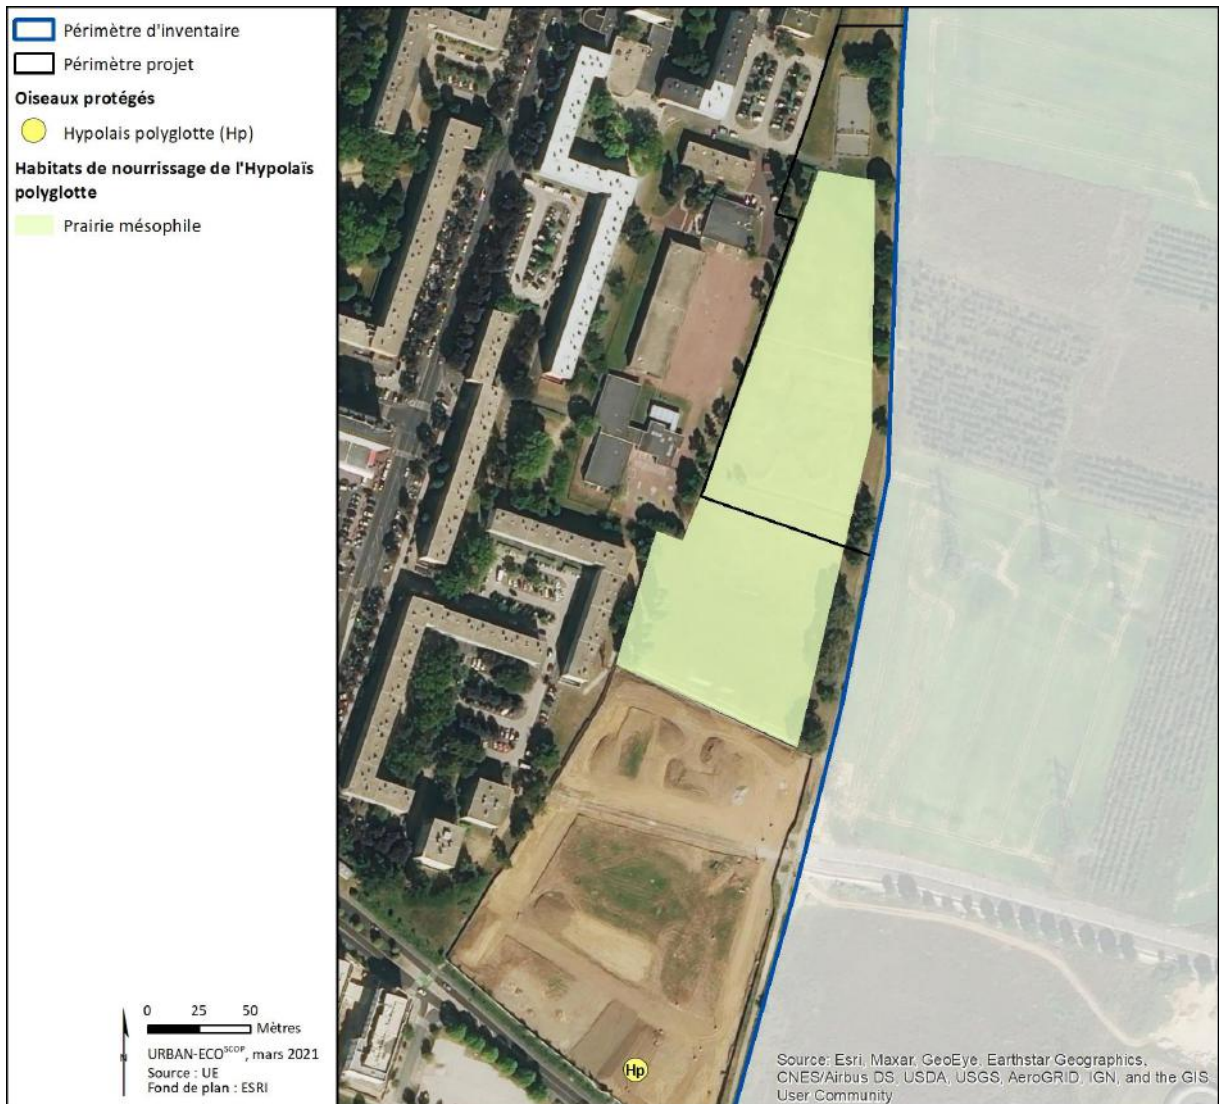 Périmètre d'inventaire
Périmètre projet
Oiseaux protégés
Hypolais polyglotte (Hp)
Habitats de nourrissage de l'Hypolaïs
polyglotte
Prairie mésophile
0 25 50
Mètres
N
URBAN-ECOSCOP, mars 2021
Source : UE
Fond de plan : ESRI
Hp
Source: Esri, Maxar, GeoEye, Earthstar Geographics,
CNES/Airbus DS, USDA, USGS, AeroGRID, IGN, and the GIS
User Community